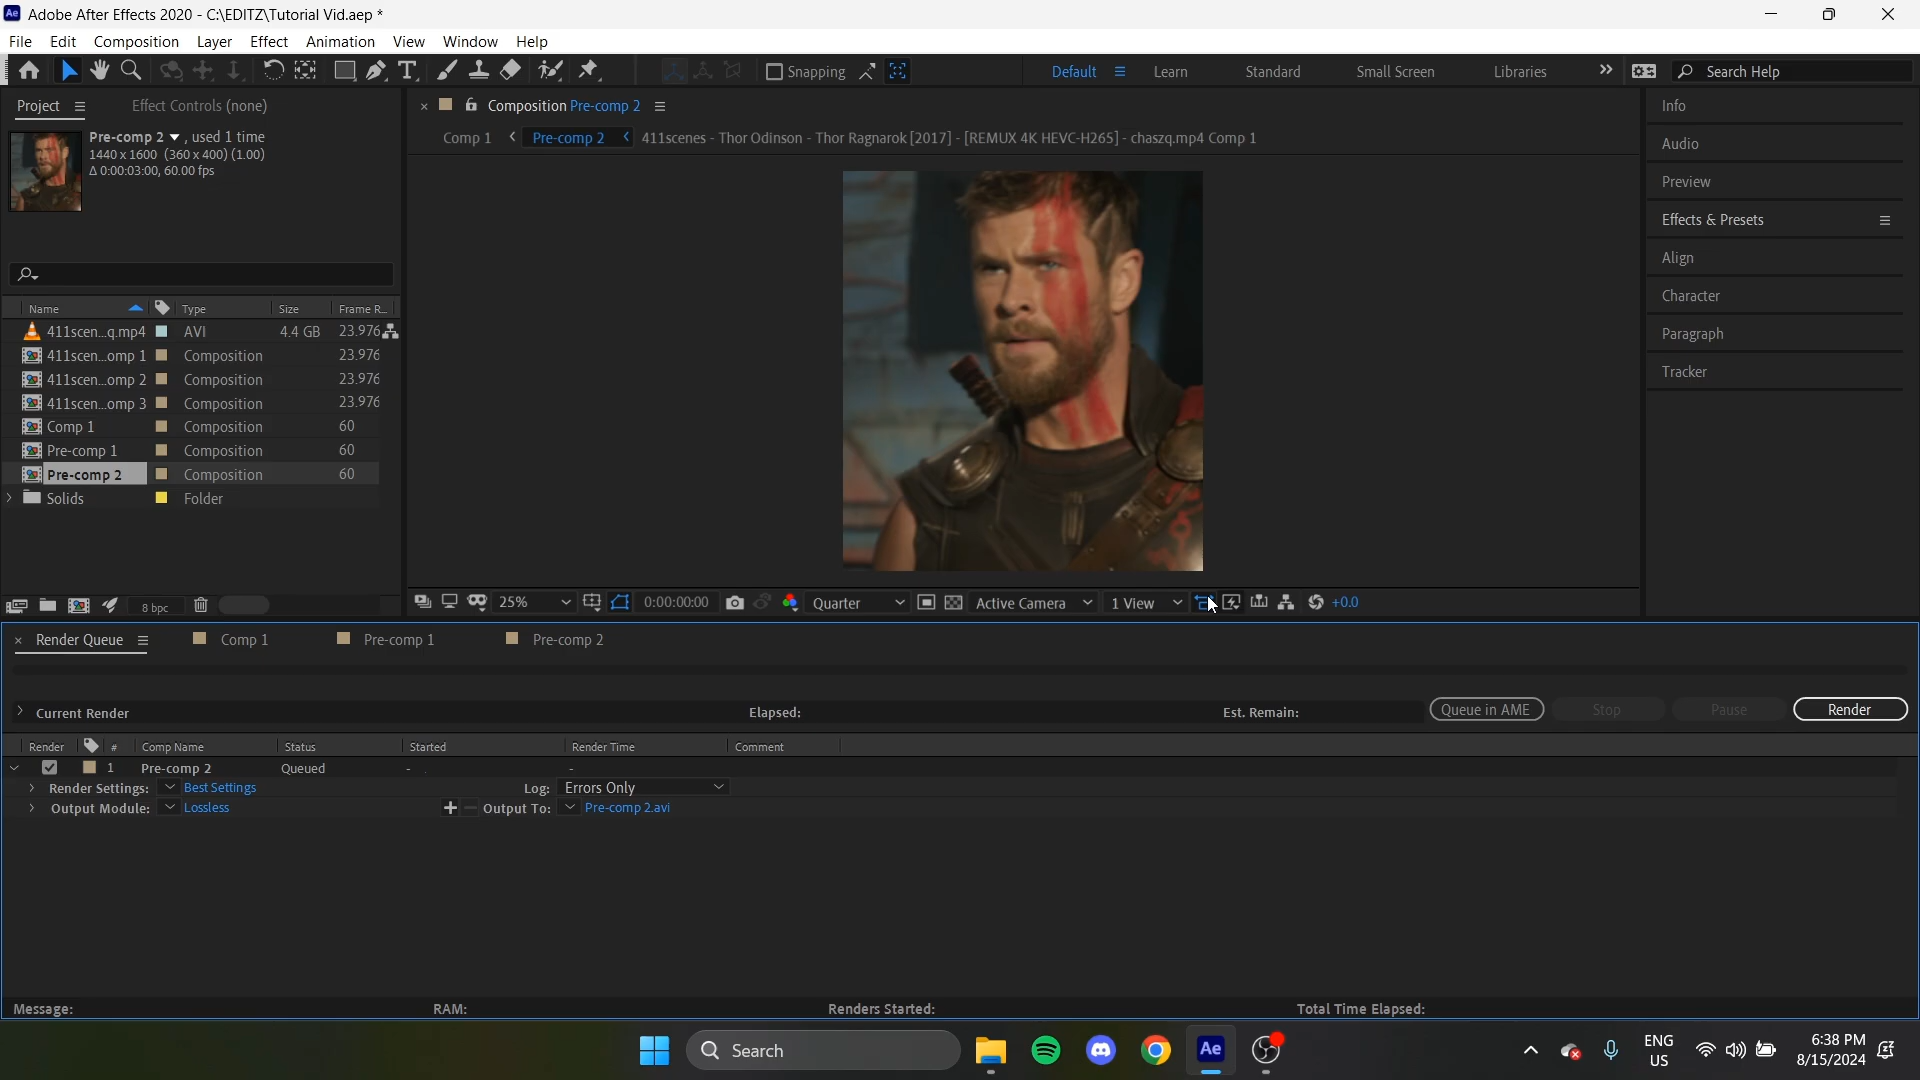 Adobe After Effects 2020 - C:\EDITZ\Tutorial Vid.aep *
File Edit Composition Layer Effect Animation View Window Help
Snapping Default Learn Standard Small Screen Libraries Search Help
Project Effect Controls (none)
Composition Pre-comp 2
Info
Pre-comp 2 , used 1 time
1440 x 1600 (360 x 400) (1.00)
Δ 0:00:03:00, 60.00 fps
Comp 1 Pre-comp 2 411scenes - Thor Odinson - Thor Ragnarok [2017] - [REMUX 4K HEVC-H265] - chaszq.mp4 Comp 1
Audio
Preview
Effects & Presets
Align
Character
Paragraph
Tracker
Name Type Size Frame R...
411scen...q.mp4 AVI 4.4 GB 23.976
411scen...omp 1 Composition 23.976
411scen...omp 2 Composition 23.976
411scen...omp 3 Composition 23.976
Comp 1 Composition 60
Pre-comp 1 Composition 60
Pre-comp 2 Composition 60
Solids Folder
8 bpc
25% 0:00:00:00 Quarter Active Camera 1 View +0.0
Render Queue Comp 1 Pre-comp 1 Pre-comp 2
Current Render Elapsed: Est. Remain: Queue in AME Stop Pause Render
Render # Comp Name Status Started Render Time Comment
1 Pre-comp 2 Queued - -
Render Settings: Best Settings Log: Errors Only
Output Module: Lossless Output To: Pre-comp 2.avi
Message: RAM: Renders Started: Total Time Elapsed:
Search
Ae
ENG
US
6:38 PM
8/15/2024